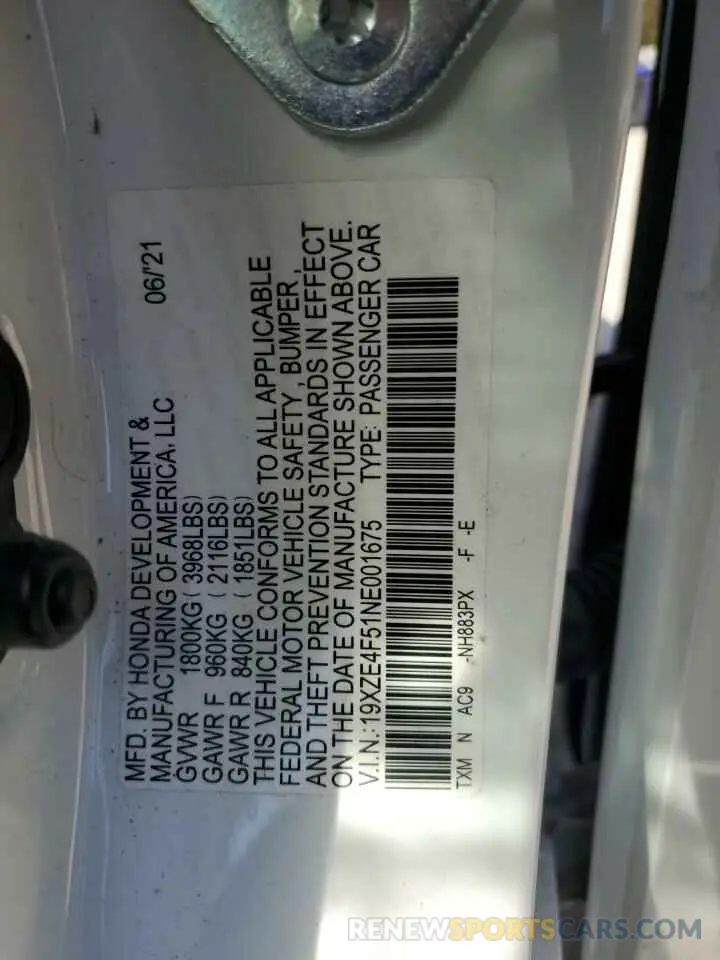 MFD. BY HONDA DEVELOPMENT &
MANUFACTURING OF AMERICA, LLC 06/'21
GVWR 1800KG ( 3968LBS)
GAWR F 960KG ( 2116LBS)
GAWR R 840KG ( 1851LBS)
THIS VEHICLE CONFORMS TO ALL APPLICABLE
FEDERAL MOTOR VEHICLE SAFETY, BUMPER,
AND THEFT PREVENTION STANDARDS IN EFFECT
ON THE DATE OF MANUFACTURE SHOWN ABOVE.
V.I.N.:19XZE4F51NE001675 TYPE: PASSENGER CAR
TXM N AC9 -NH883PX -F -E
RENEWSPORTSCARS.COM